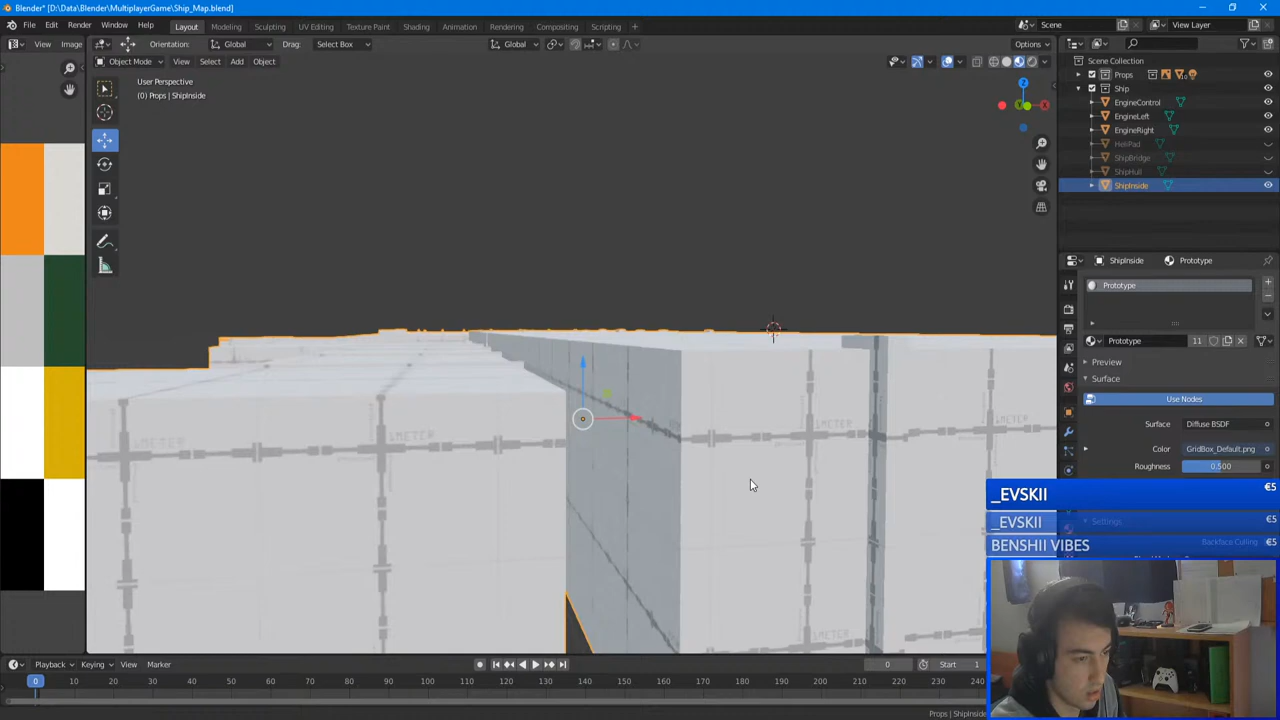 Blender* [D:\Data\Blender\MultiplayerGame\Ship_Map.blend]
File Edit Render Window Help Layout Modeling Sculpting UV Editing Texture Paint Shading Animation Rendering Compositing Scripting Scene View Layer
View Image Orientation: Global Drag: Select Box Global Options
Object Mode View Select Add Object
User Perspective
(0) Props | ShipInside
Z
X
Y
Scene Collection
Props
Ship
EngineControl
EngineLeft
EngineRight
HeliPad
ShipBridge
ShipHull
ShipInside
ShipInside Prototype
Prototype
Prototype 11
Preview
Surface
Use Nodes
Surface Diffuse BSDF
Color GridBox_Default.png
Roughness 0.500
Settings
Backface Culling
1METER
1METER
1METER
1METER
_EVSKII €5
_EVSKII €5
BENSHII VIBES €5
Playback Keying View Marker 0 Start 1
0 10 20 30 40 50 60 70 80 90 100 110 120 130 140 150 160 170 180 190 200 210 220 230 240
Props | ShipInside